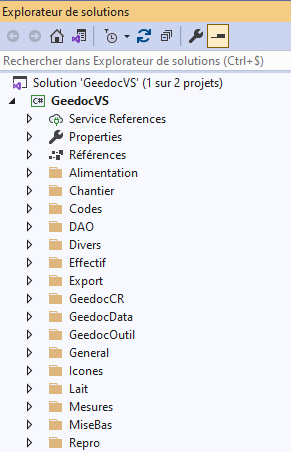 Explorateur de solutions
Rechercher dans Explorateur de solutions (Ctrl+$)
Solution 'GeedocVS' (1 sur 2 projets)
C# GeedocVS
Service References
Properties
Références
Alimentation
Chantier
Codes
DAO
Divers
Effectif
Export
GeedocCR
GeedocData
GeedocOutil
General
Icones
Lait
Mesures
MiseBas
Repro